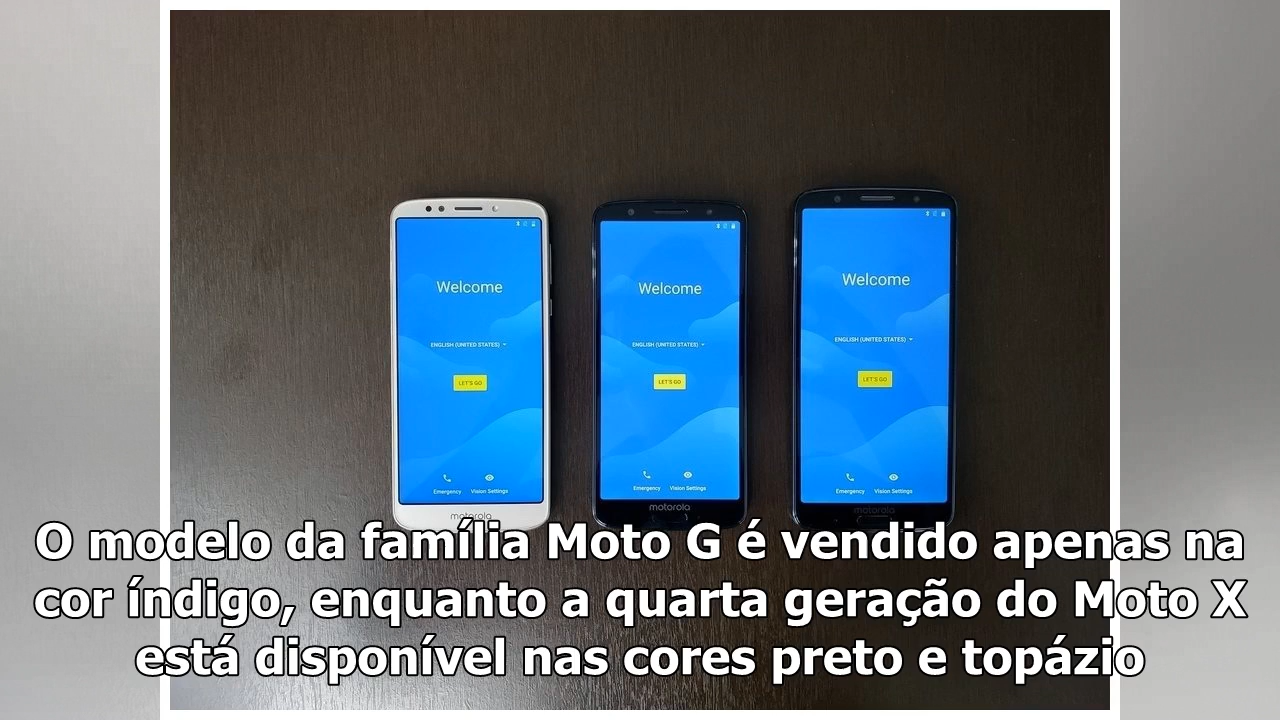 Welcome
ENGLISH (UNITED STATES)
LET'S GO
Emergency Vision Settings
motorola
Welcome
ENGLISH (UNITED STATES)
LET'S GO
Emergency Vision Settings
motorola
Welcome
ENGLISH (UNITED STATES)
LET'S GO
Emergency Vision Settings
motorola
O modelo da família Moto G é vendido apenas na
cor índigo, enquanto a quarta geração do Moto X
está disponível nas cores preto e topázio